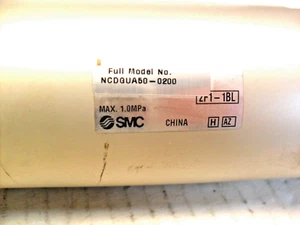 Full Model No.
NCDGUA50-0200
MAX. 1.0MPa
SMC
CHINA
H AZ